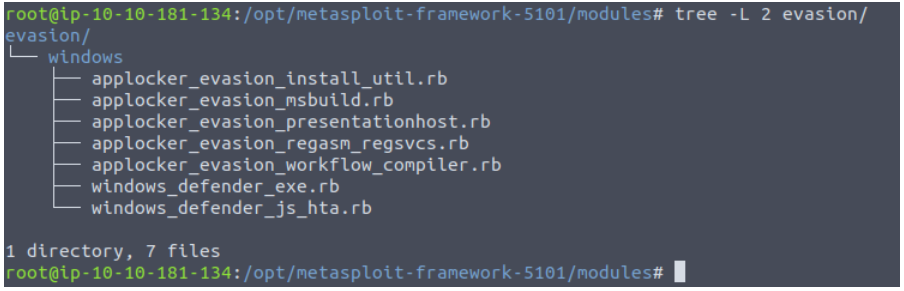 root@ip-10-10-181-134:/opt/metasploit-framework-5101/modules# tree -L 2 evasion/
evasion/
└── windows
    ├── applocker_evasion_install_util.rb
    ├── applocker_evasion_msbuild.rb
    ├── applocker_evasion_presentationhost.rb
    ├── applocker_evasion_regasm_regsvcs.rb
    ├── applocker_evasion_workflow_compiler.rb
    ├── windows_defender_exe.rb
    └── windows_defender_js_hta.rb

1 directory, 7 files
root@ip-10-10-181-134:/opt/metasploit-framework-5101/modules#